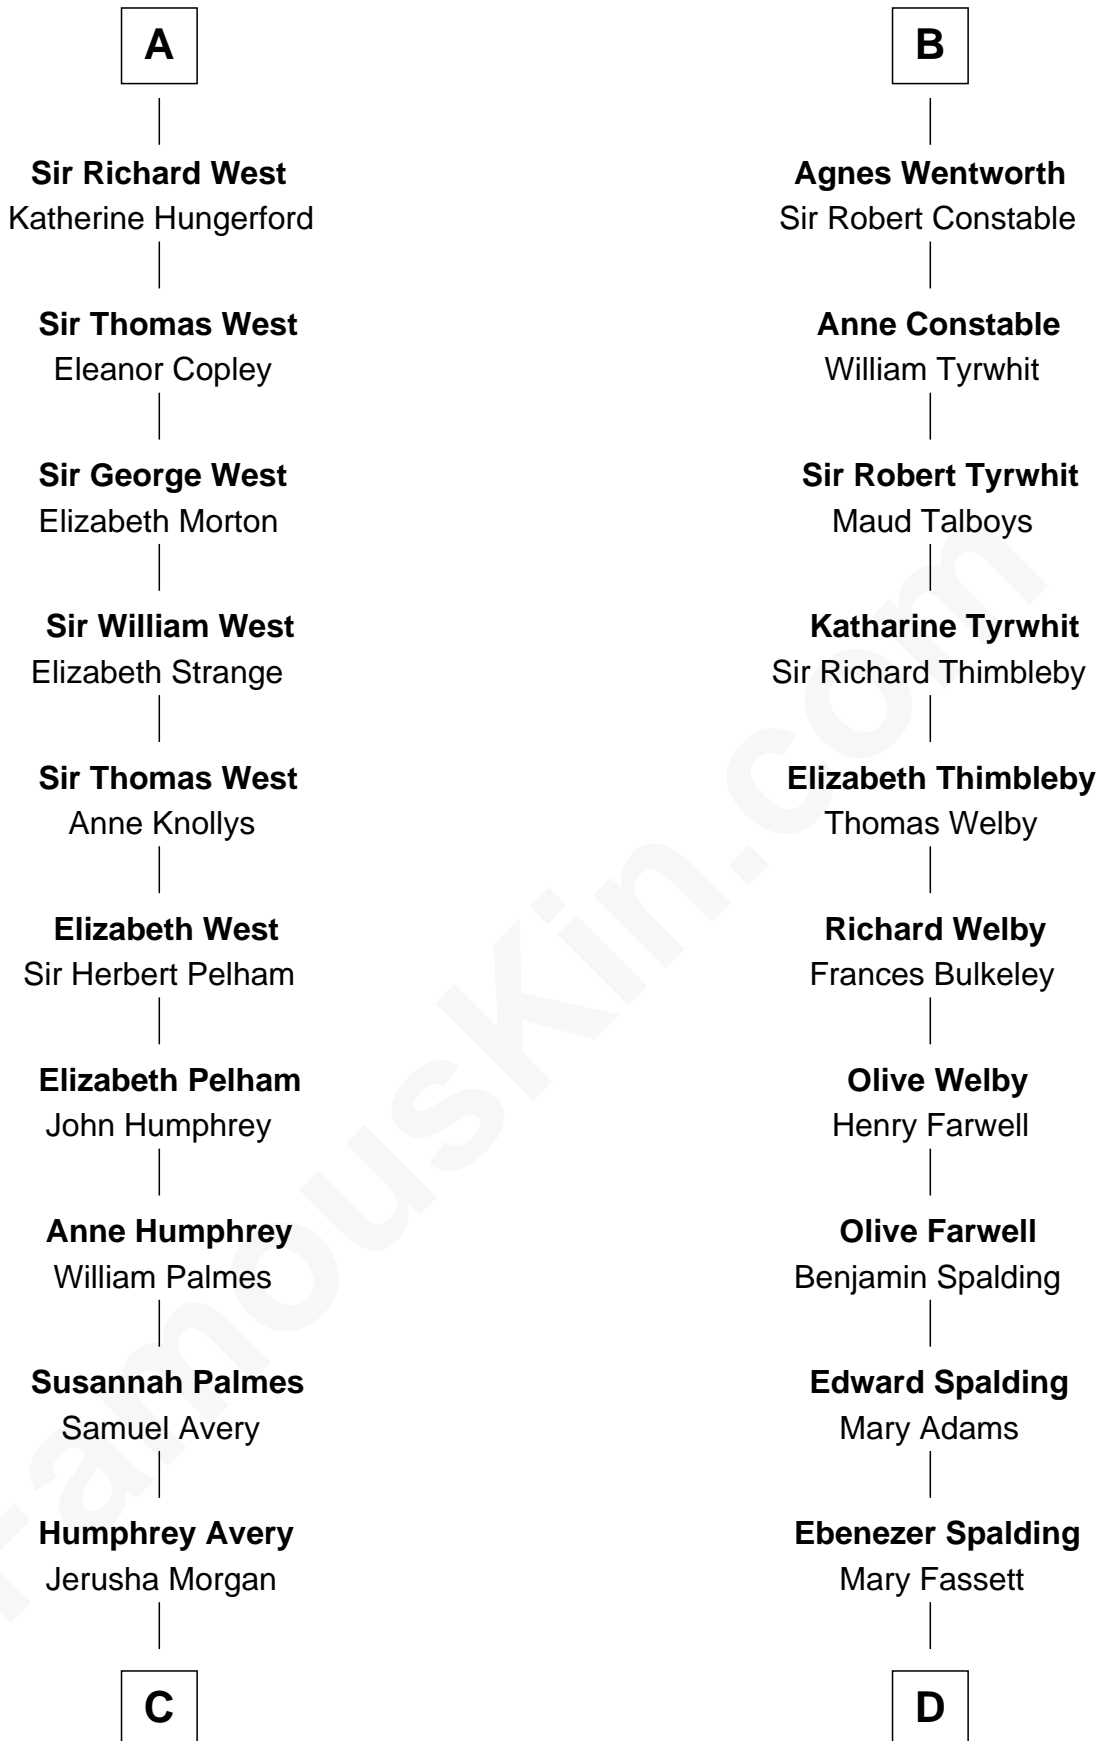 A
Sir Richard West
Katherine Hungerford
Sir Thomas West
Eleanor Copley
Sir George West
Elizabeth Morton
Sir William West
Elizabeth Strange
Sir Thomas West
Anne Knollys
Elizabeth West
Sir Herbert Pelham
Elizabeth Pelham
John Humphrey
Anne Humphrey
William Palmes
Susannah Palmes
Samuel Avery
Humphrey Avery
Jerusha Morgan
C
B
Agnes Wentworth
Sir Robert Constable
Anne Constable
William Tyrwhit
Sir Robert Tyrwhit
Maud Talboys
Katharine Tyrwhit
Sir Richard Thimbleby
Elizabeth Thimbleby
Thomas Welby
Richard Welby
Frances Bulkeley
Olive Welby
Henry Farwell
Olive Farwell
Benjamin Spalding
Edward Spalding
Mary Adams
Ebenezer Spalding
Mary Fassett
D
FamousKin.com